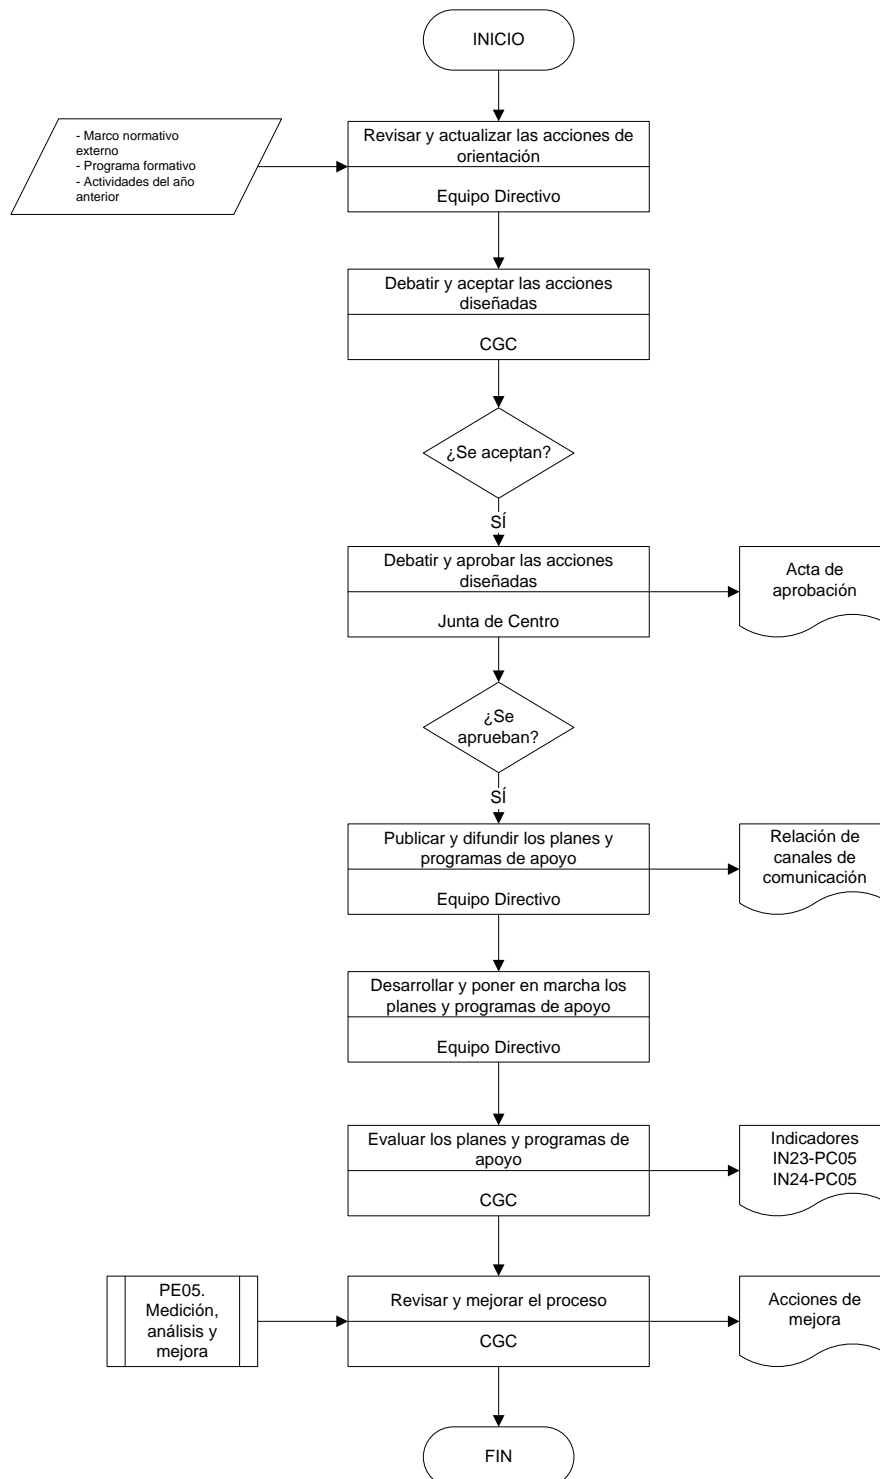 INICIO
- Marco normativo
externo
- Programa formativo
- Actividades del año
anterior
Revisar y actualizar las acciones de
orientación
Equipo Directivo
Debatir y aceptar las acciones
diseñadas
CGC
¿Se aceptan?
SÍ
Debatir y aprobar las acciones
diseñadas
Junta de Centro
Acta de
aprobación
¿Se
aprueban?
SÍ
Publicar y difundir los planes y
programas de apoyo
Equipo Directivo
Relación de
canales de
comunicación
Desarrollar y poner en marcha los
planes y programas de apoyo
Equipo Directivo
Evaluar los planes y programas de
apoyo
CGC
Indicadores
IN23-PC05
IN24-PC05
PE05.
Medición,
análisis y
mejora
Revisar y mejorar el proceso
CGC
Acciones de
mejora
FIN